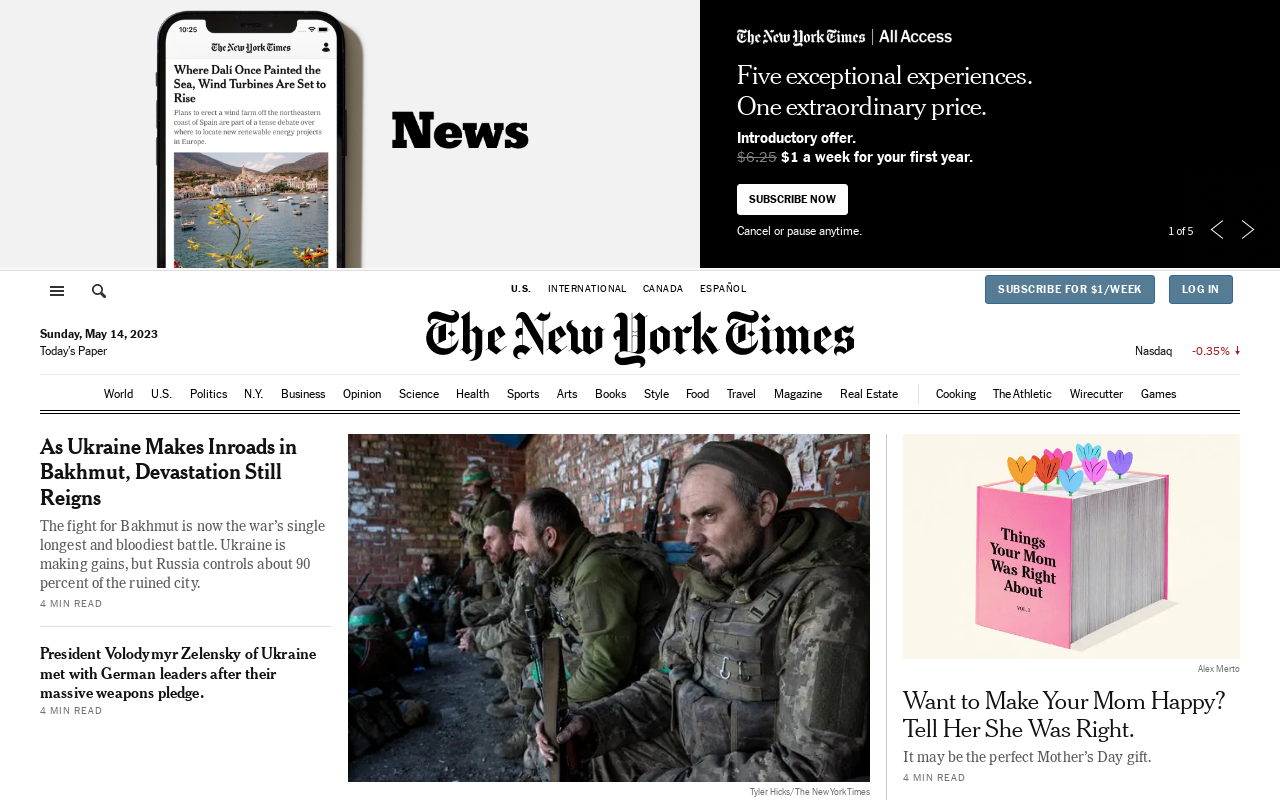 10:25
The New York Times
Where Dalí Once Painted the
Sea, Wind Turbines Are Set to
Rise
Plans to erect a wind farm off the northeastern
coast of Spain are part of a tense debate over
where to locate new renewable energy projects
in Europe.
News
The New York Times | All Access
Five exceptional experiences.
One extraordinary price.
Introductory offer.
$6.25 $1 a week for your first year.
SUBSCRIBE NOW
Cancel or pause anytime.
1 of 5
U.S. INTERNATIONAL CANADA ESPAÑOL
SUBSCRIBE FOR $1/WEEK
LOG IN
Sunday, May 14, 2023
Today's Paper
The New York Times
Nasdaq -0.35%
World U.S. Politics N.Y. Business Opinion Science Health Sports Arts Books Style Food Travel Magazine Real Estate Cooking The Athletic Wirecutter Games
As Ukraine Makes Inroads in
Bakhmut, Devastation Still
Reigns
The fight for Bakhmut is now the war's single
longest and bloodiest battle. Ukraine is
making gains, but Russia controls about 90
percent of the ruined city.
4 MIN READ
President Volodymyr Zelensky of Ukraine
met with German leaders after their
massive weapons pledge.
4 MIN READ
Tyler Hicks/The New York Times
Things
Your Mom
Was Right
About
VOL.1
Alex Merto
Want to Make Your Mom Happy?
Tell Her She Was Right.
It may be the perfect Mother's Day gift.
4 MIN READ